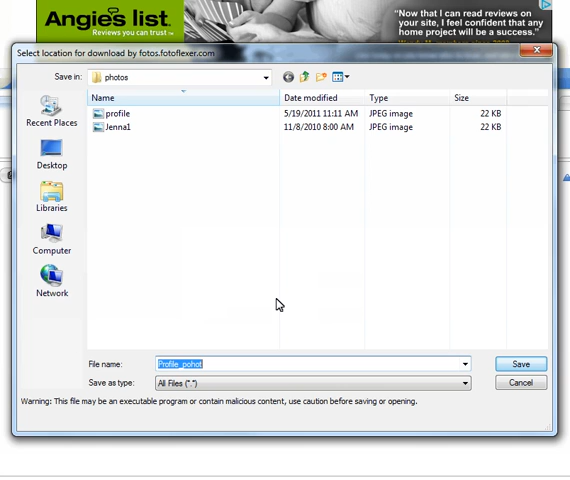 Angie's list
Reviews you can trust™
"Now that I can read reviews on
your site, I feel confident that any
home project will be a success."
Select location for download by fotos.fotoflexer.com
Save in: photos
Name Date modified Type Size
profile 5/19/2011 11:11 AM JPEG image 22 KB
Jenna1 11/8/2010 8:00 AM JPEG image 22 KB
Recent Places
Desktop
Libraries
Computer
Network
File name: Profile_pohot Save
Save as type: All Files (*.*) Cancel
Warning: This file may be an executable program or contain malicious content, use caution before saving or opening.